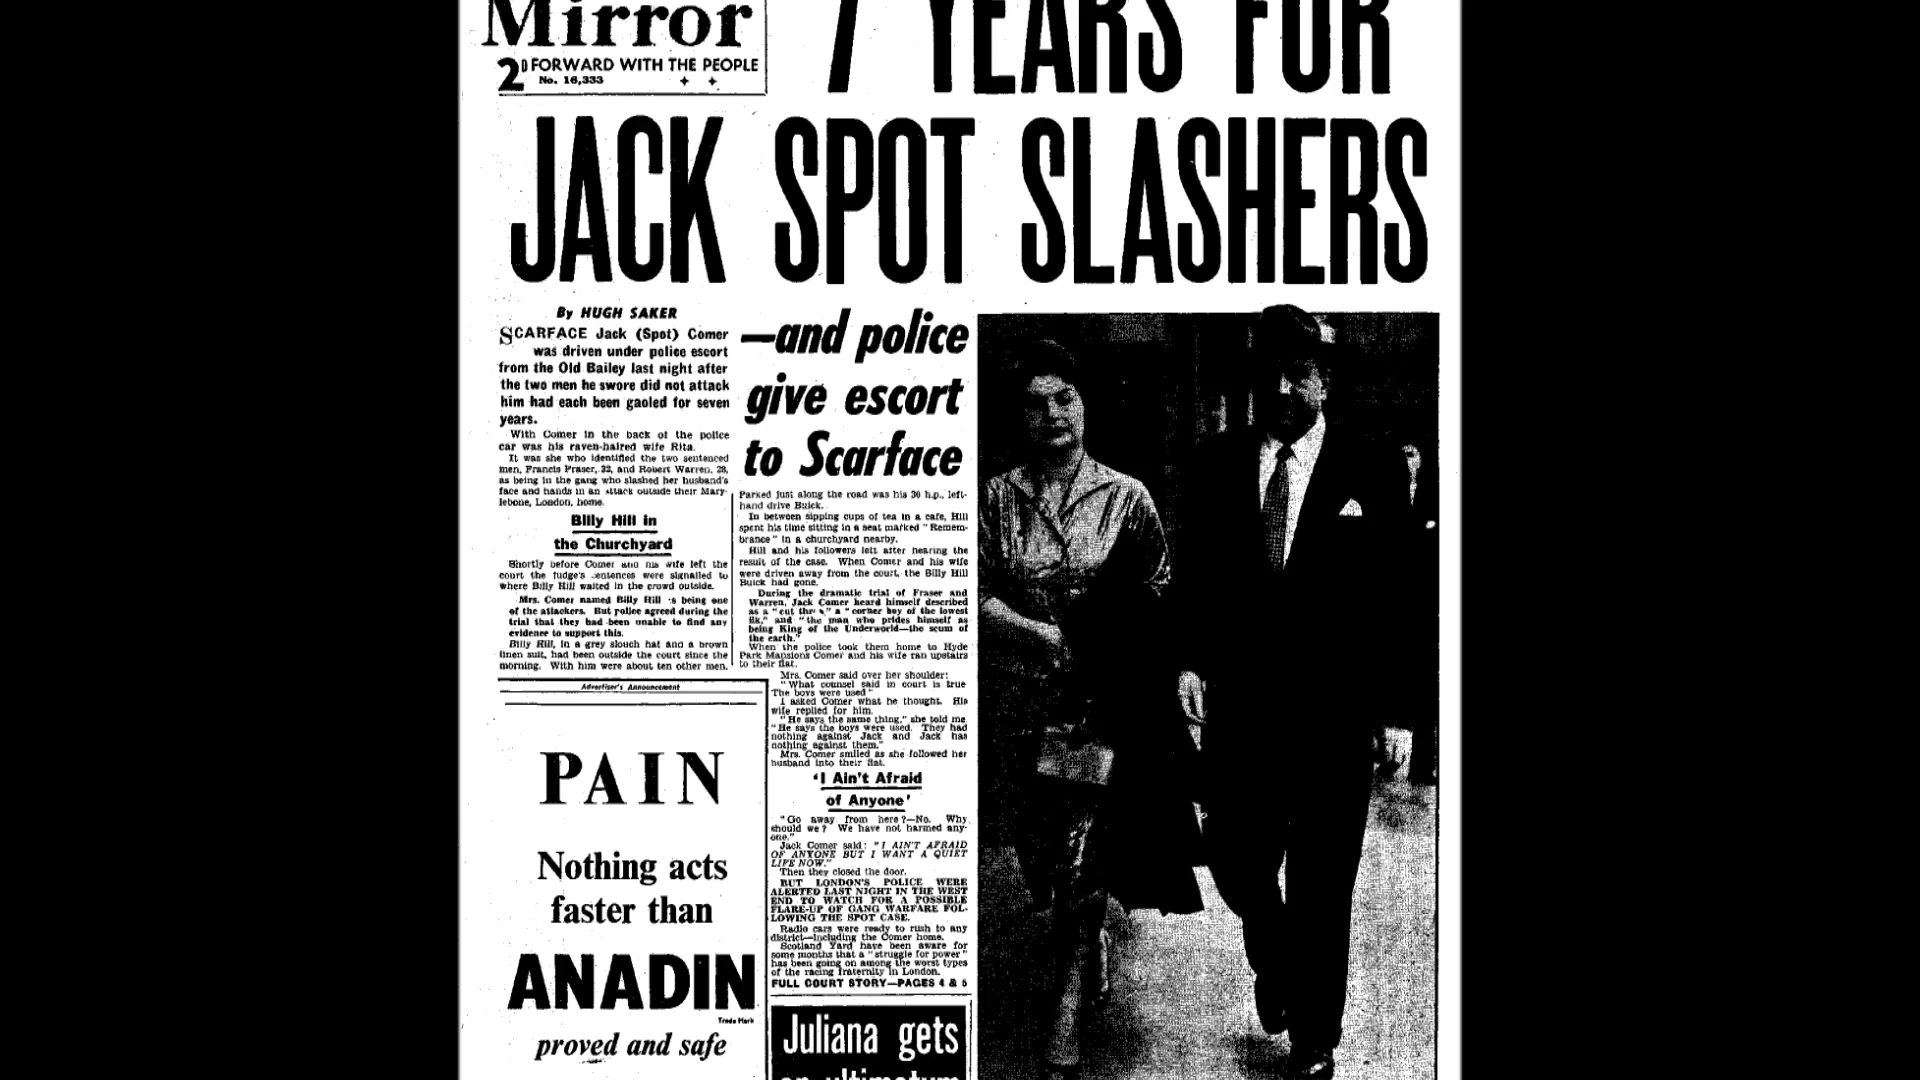 Mirror
2D FORWARD WITH THE PEOPLE
No. 16,333
7 YEARS FOR
JACK SPOT SLASHERS
By HUGH SAKER
SCARFACE Jack (Spot) Comer
was driven under police escort
from the Old Bailey last night after
the two men he swore did not attack
him had each been gaoled for seven
years.
With Comer in the back of the police
car was his raven-haired wife Rita.
It was she who identified the two sentenced
men, Francis Fraser, 32, and Robert Warren, 28,
as being in the gang who slashed her husband's
face and hands in an attack outside their Mary-
lebone, London, home.
Billy Hill in
the Churchyard
Shortly before Comer and his wife left the
court the judge's sentences were signalled to
where Billy Hill waited in the crowd outside.
Mrs. Comer named Billy Hill as being one
of the attackers. But police agreed during the
trial that they had been unable to find any
evidence to support this.
Billy Hill, in a grey slouch hat and a brown
linen suit, had been outside the court since the
morning. With him were about ten other men.
—and police
give escort
to Scarface
Parked just along the road was his 30 h.p., left-
hand drive Buick.
In between sipping cups of tea in a cafe, Hill
spent his time sitting in a seat marked "Remem-
brance" in a churchyard nearby.
Hill and his followers left after hearing the
result of the case. When Comer and his wife
were driven away from the court, the Billy Hill
Buick had gone.
During the dramatic trial of Fraser and
Warren, Jack Comer heard himself described
as a "cut a "corner boy of the lowest
ilk," and "the man who prides himself as
being King of the Underworld—the scum of
the earth."
When the police took them home to Hyde
Park Mansions Comer and his wife ran upstairs
to their flat.
Mrs. Comer said over her shoulder:
"What counsel said in court is true
The boys were used"
I asked Comer what he thought. His
wife replied for him.
"He says the same thing," she told me.
"He says the boys were used. They had
nothing against Jack and Jack has
nothing against them."
Mrs. Comer smiled as she followed her
husband into their flat.
'I Ain't Afraid
of Anyone'
"Go away from here?—No. Why
should we? We have not harmed any-
one."
Jack Comer said: "I AIN'T AFRAID
OF ANYONE BUT I WANT A QUIET
LIFE NOW."
Then they closed the door.
BUT LONDON'S POLICE WERE
ALERTED LAST NIGHT IN THE WEST
END TO WATCH FOR A POSSIBLE
FLARE-UP OF GANG WARFARE FOL-
LOWING THE SPOT CASE.
Radio cars were ready to rush to any
district—including the Comer home.
Scotland Yard have been aware for
some months that a "struggle for power"
has been going on among the worst types
of the racing fraternity in London.
FULL COURT STORY—PAGES 4 & 5
Advertiser's Announcement
PAIN
Nothing acts
faster than
ANADIN
Trade Mark
proved and safe
Juliana gets
an ultimatum